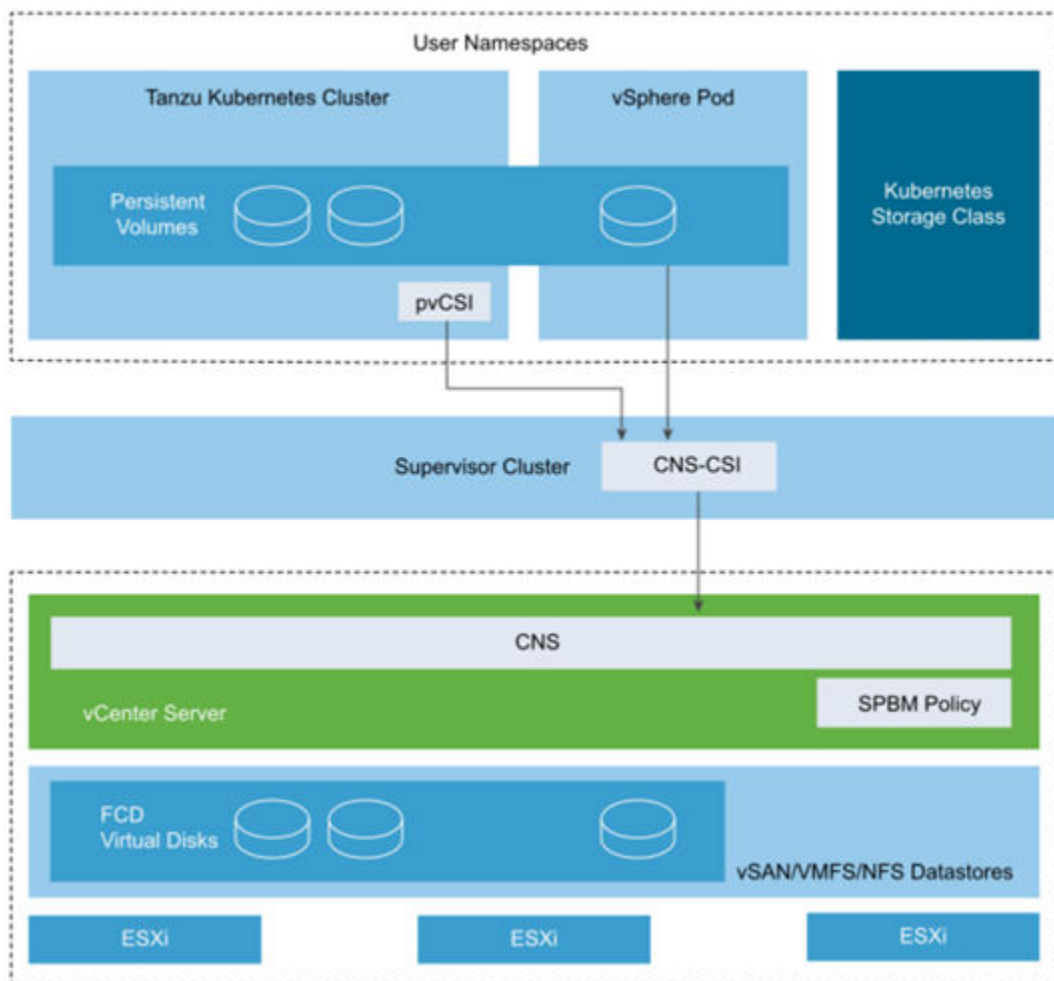 User Namespaces
Tanzu Kubernetes Cluster
vSphere Pod
Persistent
Volumes
Kubernetes
Storage Class
pvCSI
Supervisor Cluster
CNS-CSI
CNS
vCenter Server
SPBM Policy
FCD
Virtual Disks
vSAN/VMFS/NFS Datastores
ESXi
ESXi
ESXi